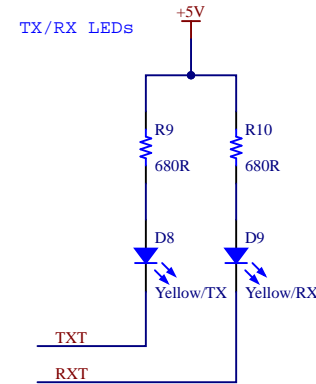 +5V
TX/RX LEDs
R9
R10
680R
680R
D8
D9
Yellow/TX
Yellow/RX
TXT
RXT